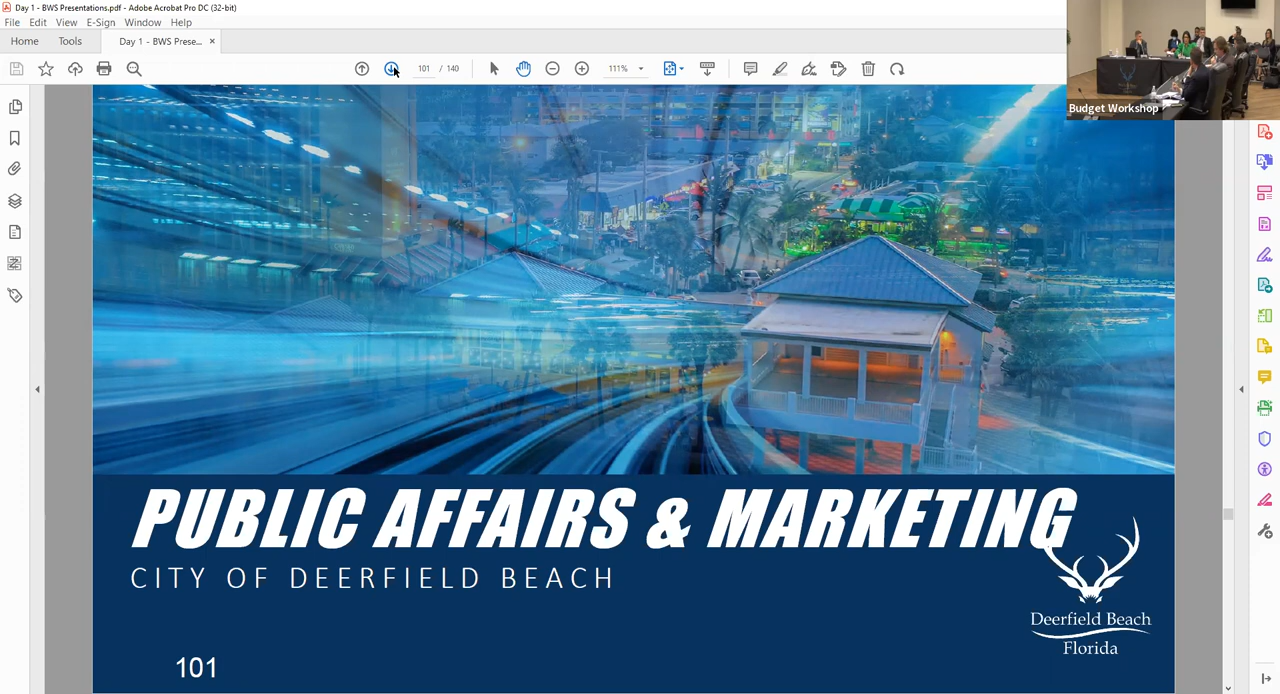 Day 1 - BWS Presentations.pdf - Adobe Acrobat Pro DC (32-bit)
File Edit View E-Sign Window Help
Home Tools Day 1 - BWS Prese... ×
101 / 140 111%
Budget Workshop
PUBLIC AFFAIRS & MARKETING
CITY OF DEERFIELD BEACH
Deerfield Beach
Florida
101